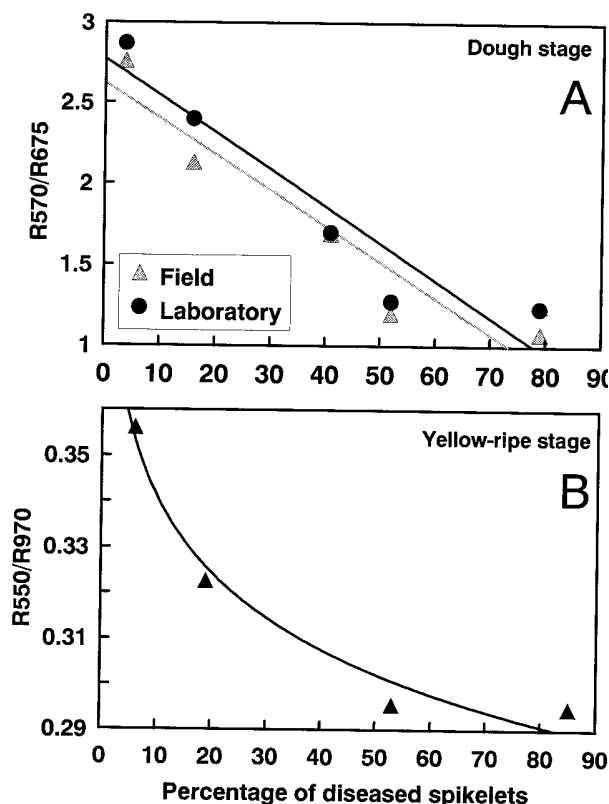 3
Dough stage
A
2.5
R570/R675
2
1.5
Field
Laboratory
1
0 10 20 30 40 50 60 70 80 90
Yellow-ripe stage
B
0.35
R550/R970
0.33
0.31
0.29
0 10 20 30 40 50 60 70 80 90
Percentage of diseased spikelets